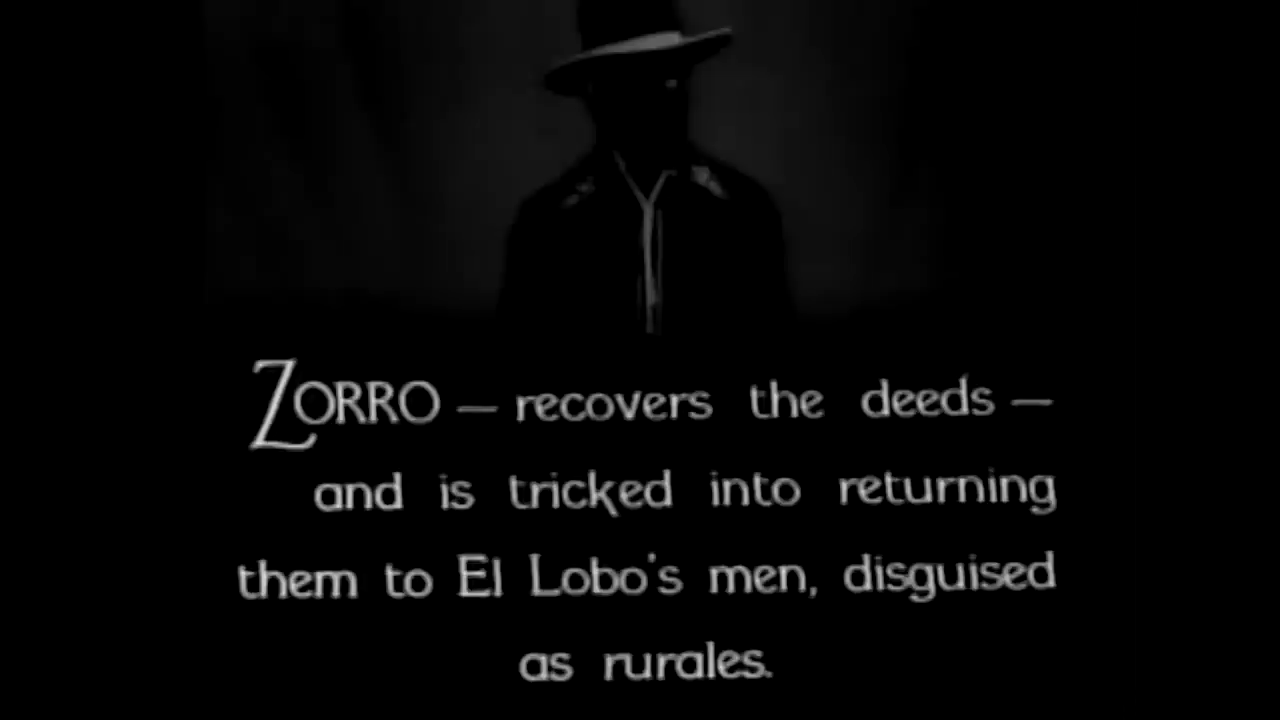 ZORRO — recovers the deeds —
and is tricked into returning
them to El Lobo's men, disguised
as rurales.